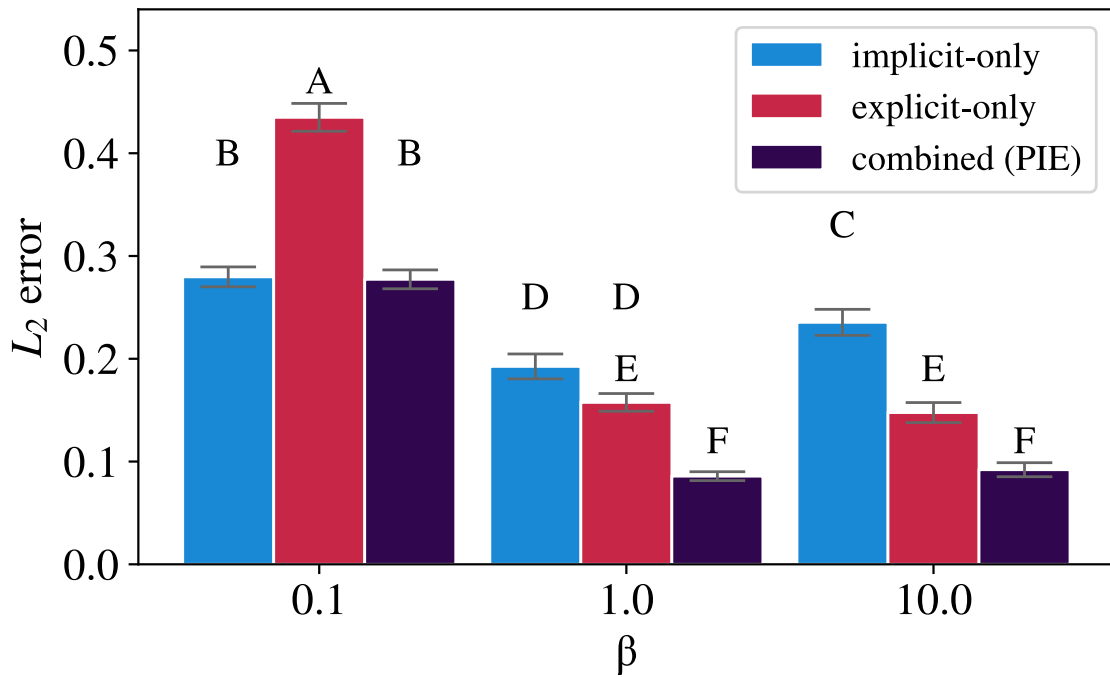 0.5
0.4
0.3
0.2
0.1
0.0
L₂ error
A
B
B
D
D
E
F
C
E
F
implicit-only
explicit-only
combined (PIE)
0.1
1.0
10.0
β